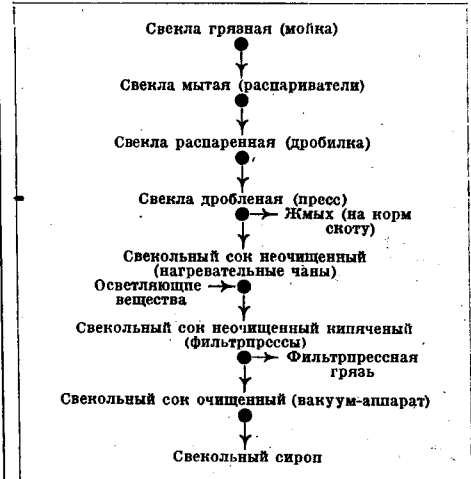 Свекла грязная (мойка)
Свекла мытая (распариватели)
Свекла распаренная (дробилка)
Свекла дробленая (пресс)
Жмых (на корм
скоту)
Свекольный сок неочищенный
(нагревательные чаны)
Осветляющие
вещества
Свекольный сок неочищенный кипяченый
(фильтрпрессы)
Фильтрпрессная
грязь
Свекольный сок очищенный (вакуум-аппарат)
Свекольный сироп